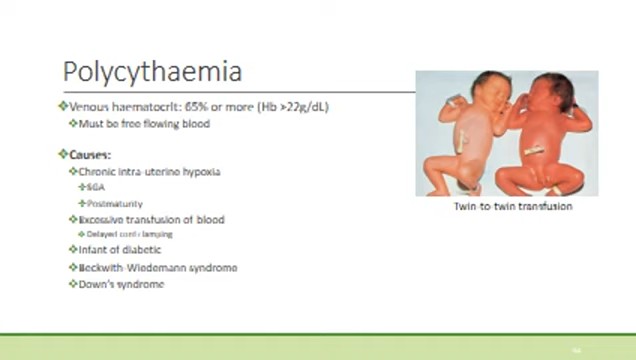 Polycythaemia
Venous haematocrit: 65% or more (Hb >22g/dL)
Must be free flowing blood
Causes:
Chronic intra-uterine hypoxia
SGA
Postmaturity
Excessive transfusion of blood
Delayed cord clamping
Infant of diabetic
Beckwith-Wiedemann syndrome
Down's syndrome
Twin-to-twin transfusion